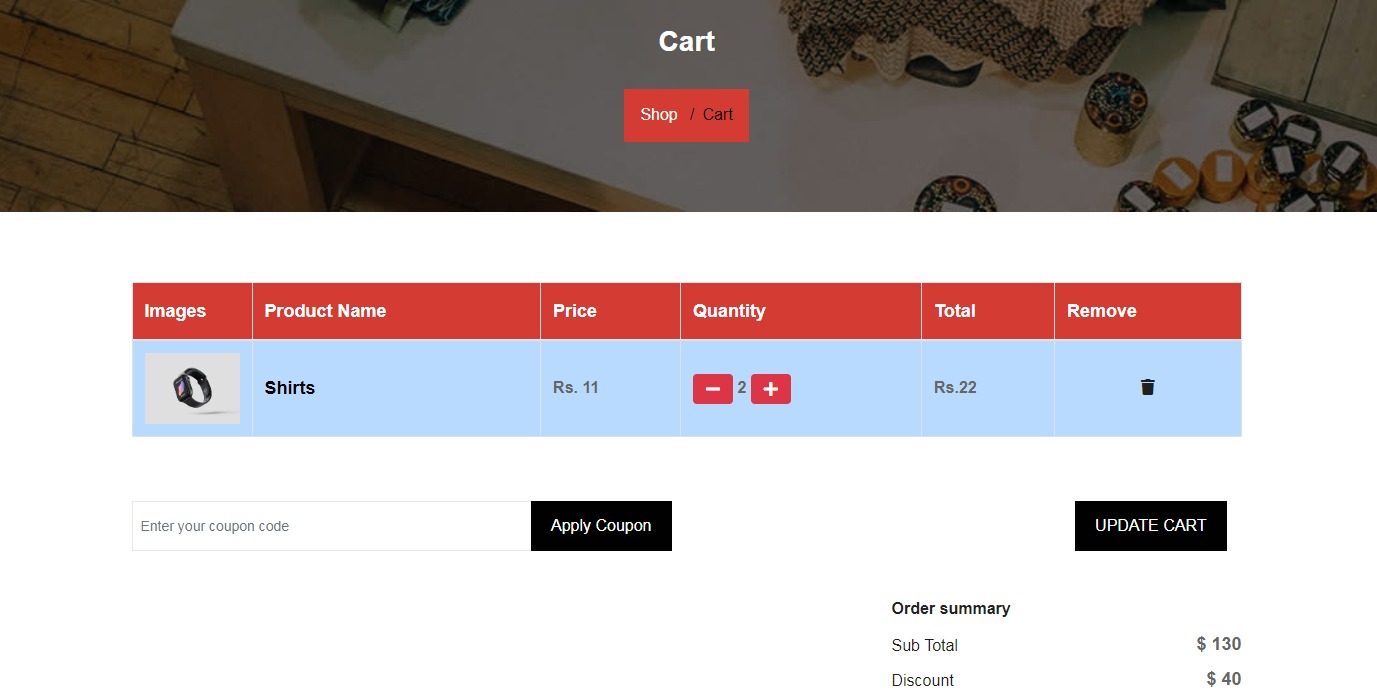 Cart
Shop / Cart
Images Product Name Price Quantity Total Remove
Shirts Rs. 11 2 Rs.22
Enter your coupon code Apply Coupon UPDATE CART
Order summary
Sub Total $ 130
Discount $ 40